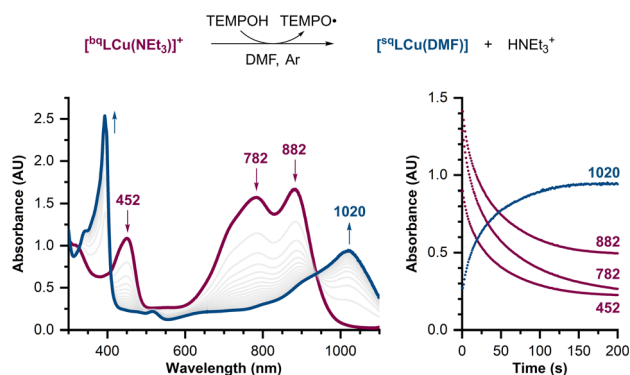 TEMPOH TEMPO•
[ᵇqLCu(NEt₃)]⁺ [ˢqLCu(DMF)] + HNEt₃⁺
DMF, Ar
2.5
2.0
1.5
1.0
0.5
0.0
Absorbance (AU)
452
782
882
1020
400 600 800 1000
Wavelength (nm)
1.5
1.0
0.5
0.0
Absorbance (AU)
1020
882
782
452
0 50 100 150 200
Time (s)